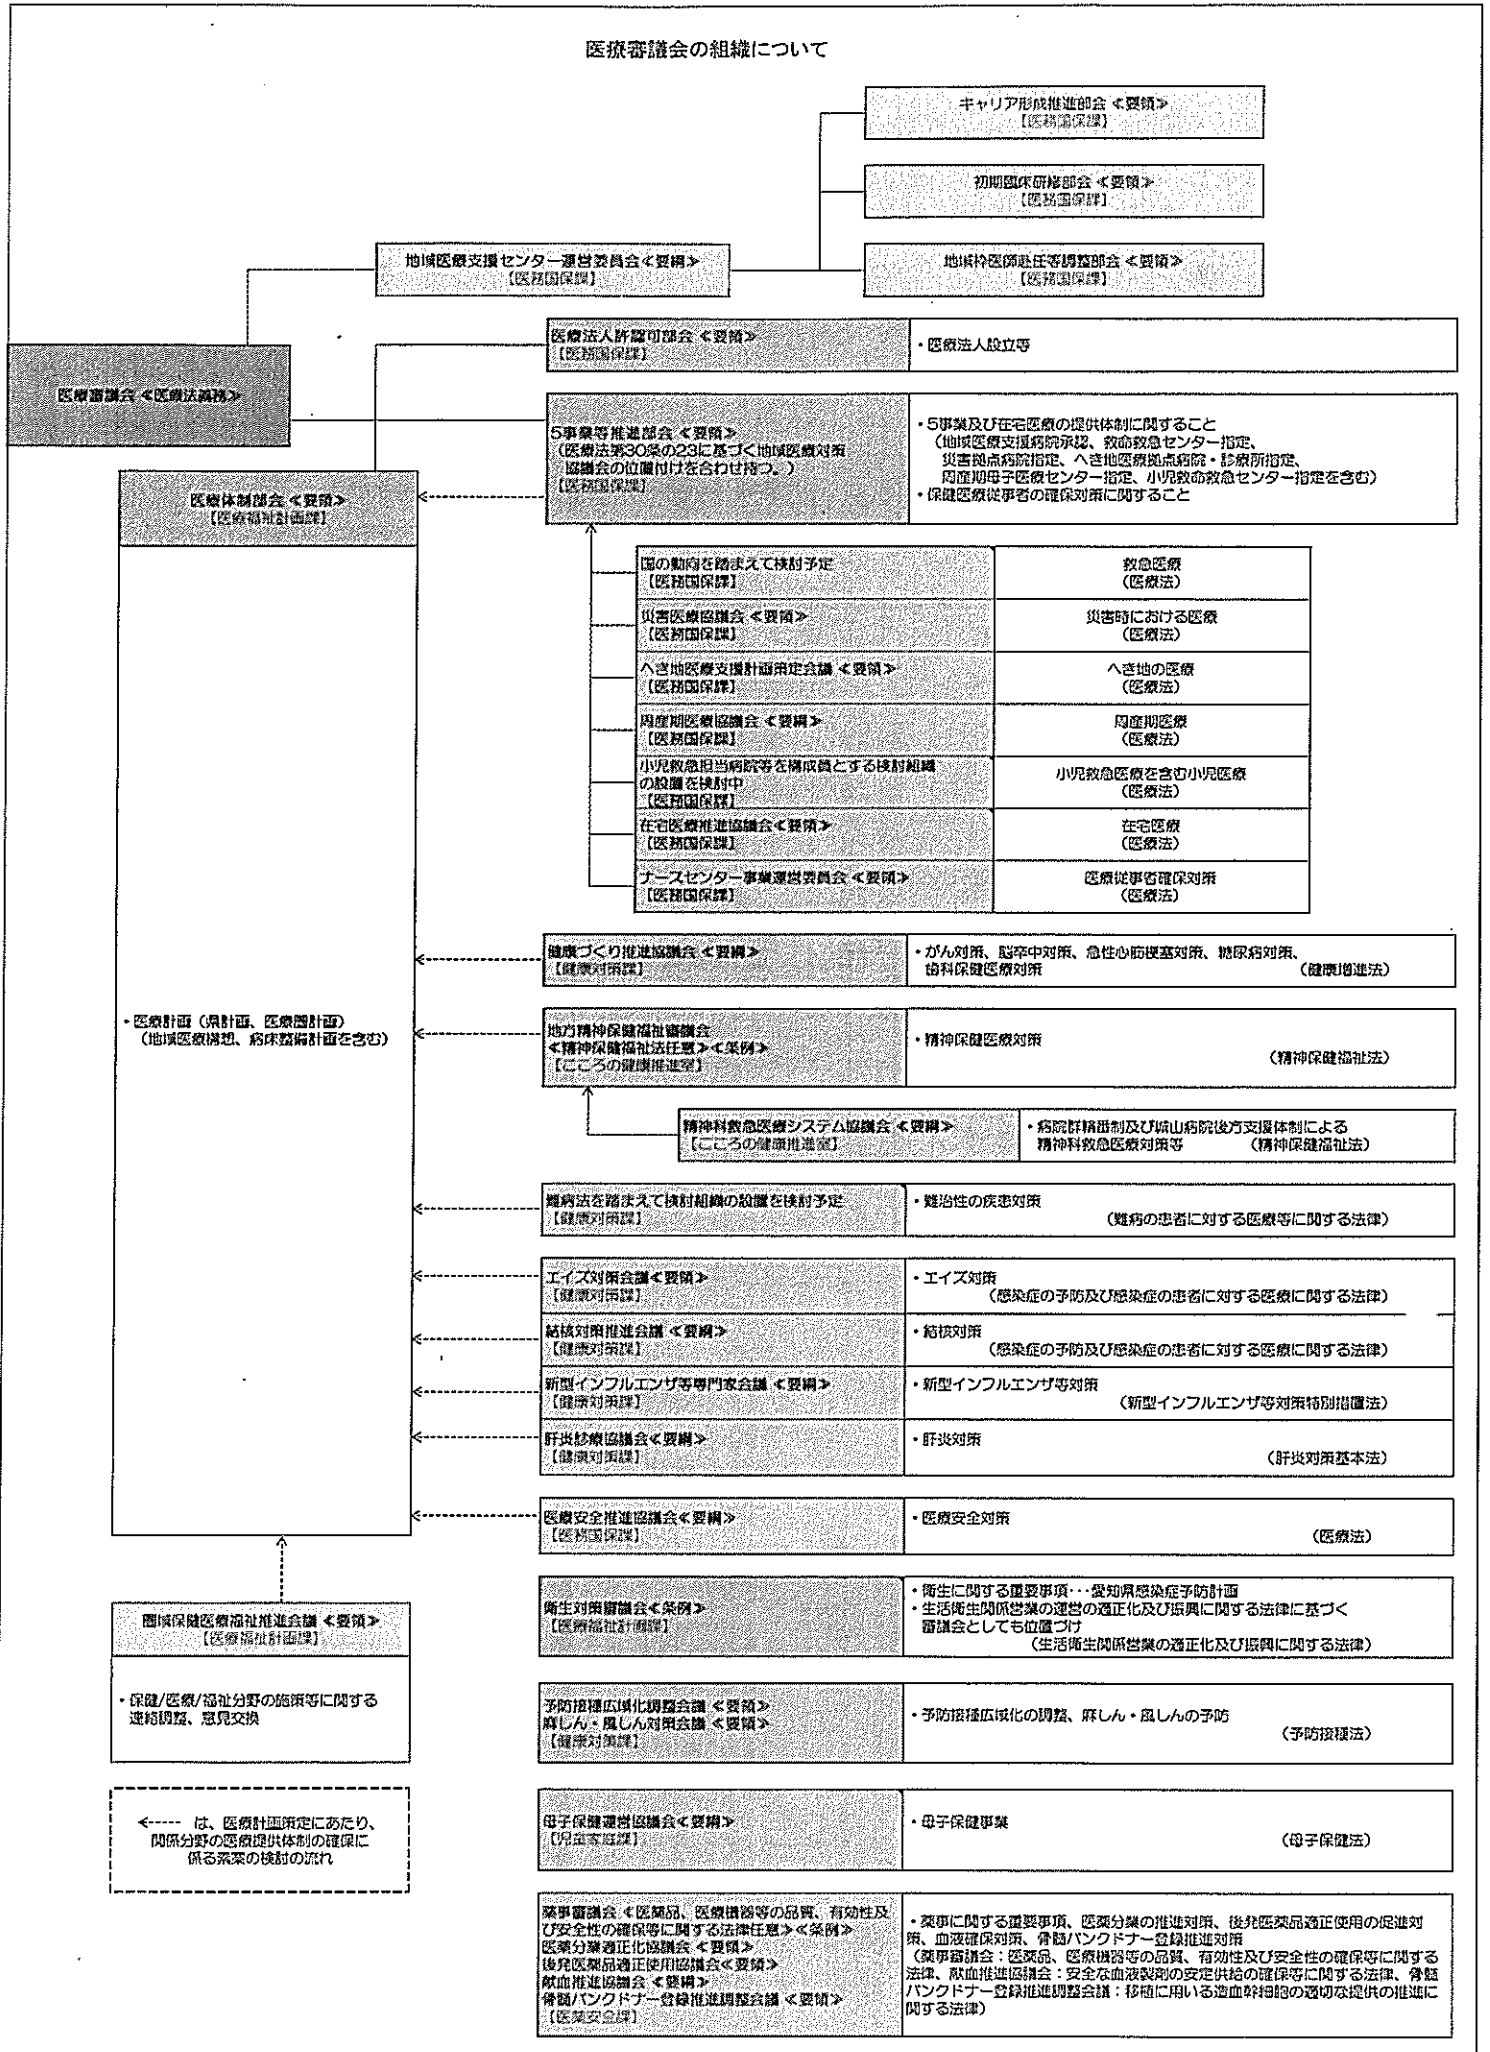 医療審議会の組織について
キャリア形成推進部会 ≪要領≫
【医務国保課】
初期臨床研修部会 ≪要領≫
【医務国保課】
地域医療支援センター運営委員会≪要綱≫
【医務国保課】
地域枠医師赴任等調整部会 ≪要領≫
【医務国保課】
医療法人許認可部会 ≪要領≫
【医務国保課】
・医療法人設立等
医療審議会 ≪医療法義務≫
5事業等推進部会 ≪要領≫
（医療法第30条の23に基づく地域医療対策
協議会の位置付けを合わせ持つ。）
【医務国保課】
・5事業及び在宅医療の提供体制に関すること
（地域医療支援病院承認、救命救急センター指定、
災害拠点病院指定、へき地医療拠点病院・診療所指定、
周産期母子医療センター指定、小児救命救急センター指定を含む）
・保健医療従事者の確保対策に関すること
医療体制部会 ≪要領≫
【医療福祉計画課】
国の動向を踏まえて検討予定
【医務国保課】
救急医療
（医療法）
災害医療協議会 ≪要領≫
【医務国保課】
災害時における医療
（医療法）
へき地医療支援計画策定会議 ≪要領≫
【医務国保課】
へき地の医療
（医療法）
周産期医療協議会 ≪要綱≫
【医務国保課】
周産期医療
（医療法）
小児救急担当病院等を構成員とする検討組織
の設置を検討中
【医務国保課】
小児救急医療を含む小児医療
（医療法）
在宅医療推進協議会≪要領≫
【医務国保課】
在宅医療
（医療法）
ナースセンター事業運営委員会 ≪要領≫
【医務国保課】
医療従事者確保対策
（医療法）
健康づくり推進協議会 ≪要綱≫
【健康対策課】
・がん対策、脳卒中対策、急性心筋梗塞対策、糖尿病対策、
歯科保健医療対策　（健康増進法）
・医療計画（県計画、医療圏計画）
（地域医療構想、病床整備計画を含む）
地方精神保健福祉審議会
≪精神保健福祉法任意≫≪条例≫
【こころの健康推進室】
・精神保健医療対策
（精神保健福祉法）
精神科救急医療システム協議会 ≪要綱≫
【こころの健康推進室】
・病院群輪番制及び城山病院後方支援体制による
精神科救急医療対策等　（精神保健福祉法）
難病法を踏まえて検討組織の設置を検討予定
【健康対策課】
・難治性の疾患対策
（難病の患者に対する医療等に関する法律）
エイズ対策会議≪要領≫
【健康対策課】
・エイズ対策
（感染症の予防及び感染症の患者に対する医療に関する法律）
結核対策推進会議 ≪要綱≫
【健康対策課】
・結核対策
（感染症の予防及び感染症の患者に対する医療に関する法律）
新型インフルエンザ等専門家会議 ≪要綱≫
【健康対策課】
・新型インフルエンザ等対策
（新型インフルエンザ等対策特別措置法）
肝炎診療協議会≪要綱≫
【健康対策課】
・肝炎対策
（肝炎対策基本法）
医療安全推進協議会≪要綱≫
【医務国保課】
・医療安全対策
（医療法）
衛生対策審議会≪条例≫
【医療福祉計画課】
・衛生に関する重要事項･･･愛知県感染症予防計画
・生活衛生関係営業の運営の適正化及び振興に関する法律に基づく
審議会としても位置づけ
（生活衛生関係営業の適正化及び振興に関する法律）
圏域保健医療福祉推進会議 ≪要領≫
【医療福祉計画課】
・保健/医療/福祉分野の施策等に関する
連絡調整、意見交換
予防接種広域化調整会議 ≪要領≫
麻しん・風しん対策会議 ≪要領≫
【健康対策課】
・予防接種広域化の調整、麻しん・風しんの予防
（予防接種法）
<----- は、医療計画策定にあたり、
関係分野の医療提供体制の確保に
係る素案の検討の流れ
母子保健運営協議会≪要綱≫
【児童家庭課】
・母子保健事業
（母子保健法）
薬事審議会 ≪医薬品、医療機器等の品質、有効性及
び安全性の確保等に関する法律任意≫≪条例≫
医薬分業適正化協議会 ≪要領≫
後発医薬品適正使用協議会≪要領≫
献血推進協議会 ≪要綱≫
骨髄バンクドナー登録推進調整会議 ≪要領≫
【医薬安全課】
・薬事に関する重要事項、医薬分業の推進対策、後発医薬品適正使用の促進対
策、血液確保対策、骨髄バンクドナー登録推進対策
（薬事審議会：医薬品、医療機器等の品質、有効性及び安全性の確保等に関する
法律、献血推進協議会：安全な血液製剤の安定供給の確保等に関する法律、骨髄
バンクドナー登録推進調整会議：移植に用いる造血幹細胞の適切な提供の推進に
関する法律）